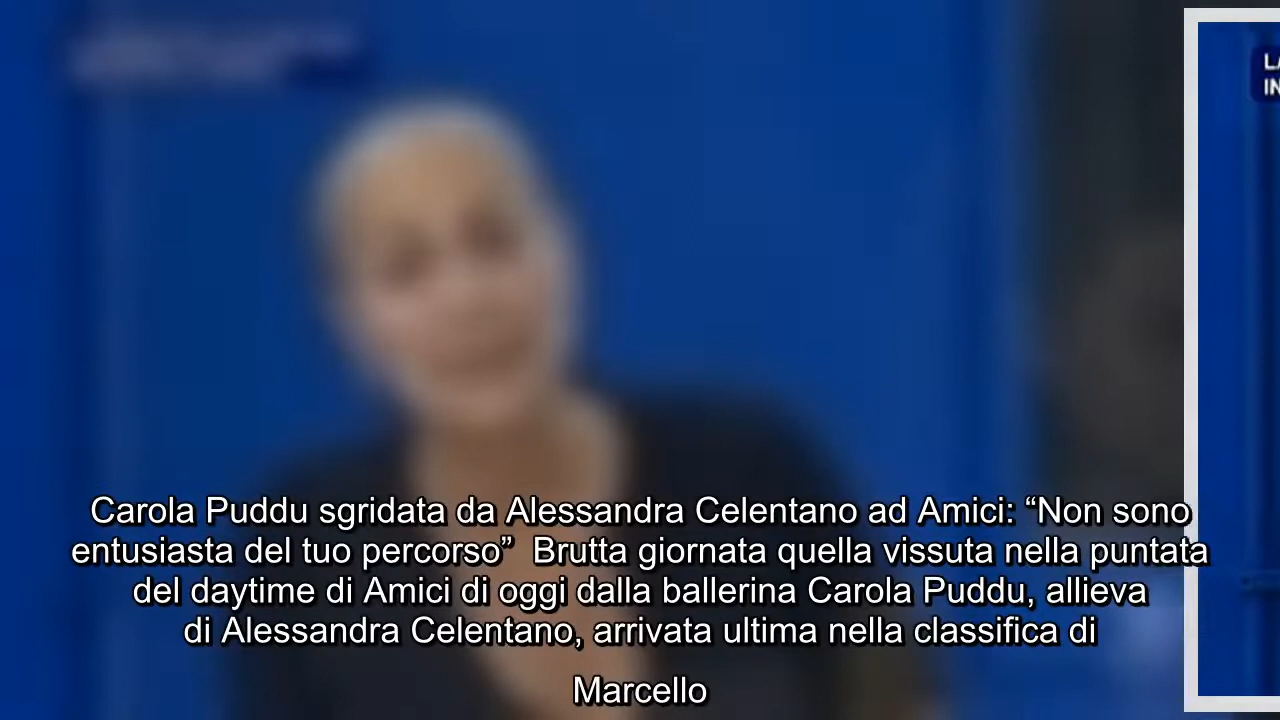 LA
IN
Carola Puddu sgridata da Alessandra Celentano ad Amici: “Non sono
entusiasta del tuo percorso”  Brutta giornata quella vissuta nella puntata
del daytime di Amici di oggi dalla ballerina Carola Puddu, allieva
di Alessandra Celentano, arrivata ultima nella classifica di
Marcello